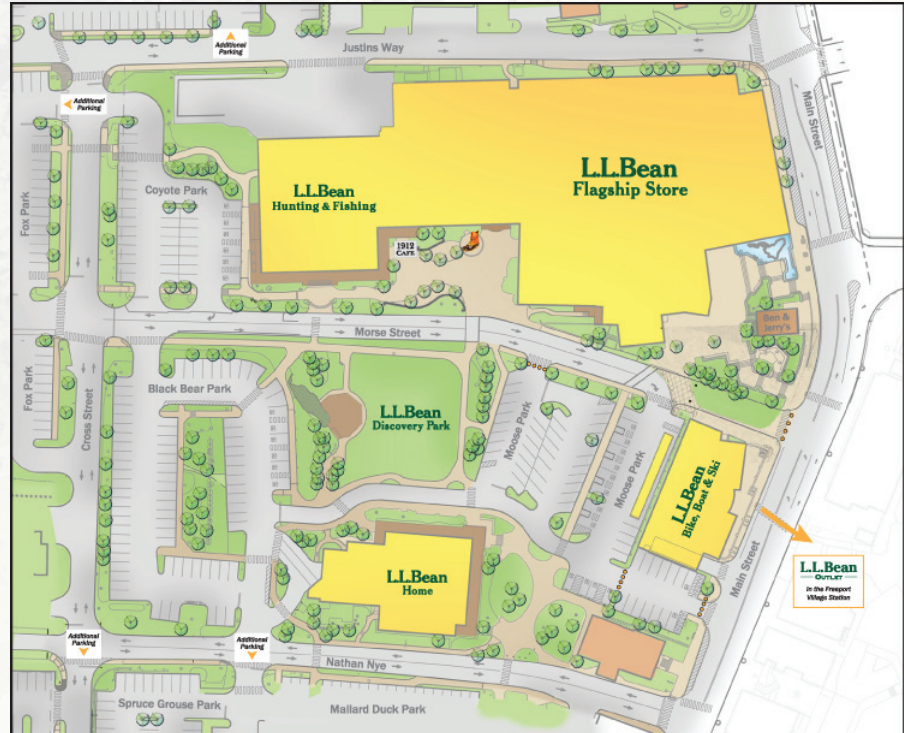 Additional
Parking
Justins Way
Additional
Parking
Main Street
Coyote Park
Fox Park
L.L.Bean
Hunting & Fishing
L.L.Bean
Flagship Store
1912
CAFE
Ben &
Jerry's
Morse Street
Fox Park
Cross Street
Black Bear Park
L.L.Bean
Discovery Park
Moose Park
Moose Park
L.L.Bean
Bike, Boat & Ski
Main Street
L.L.Bean
OUTLET
In the Freeport
Village Station
L.L.Bean
Home
Additional
Parking
Additional
Parking
Nathan Nye
Spruce Grouse Park
Mallard Duck Park